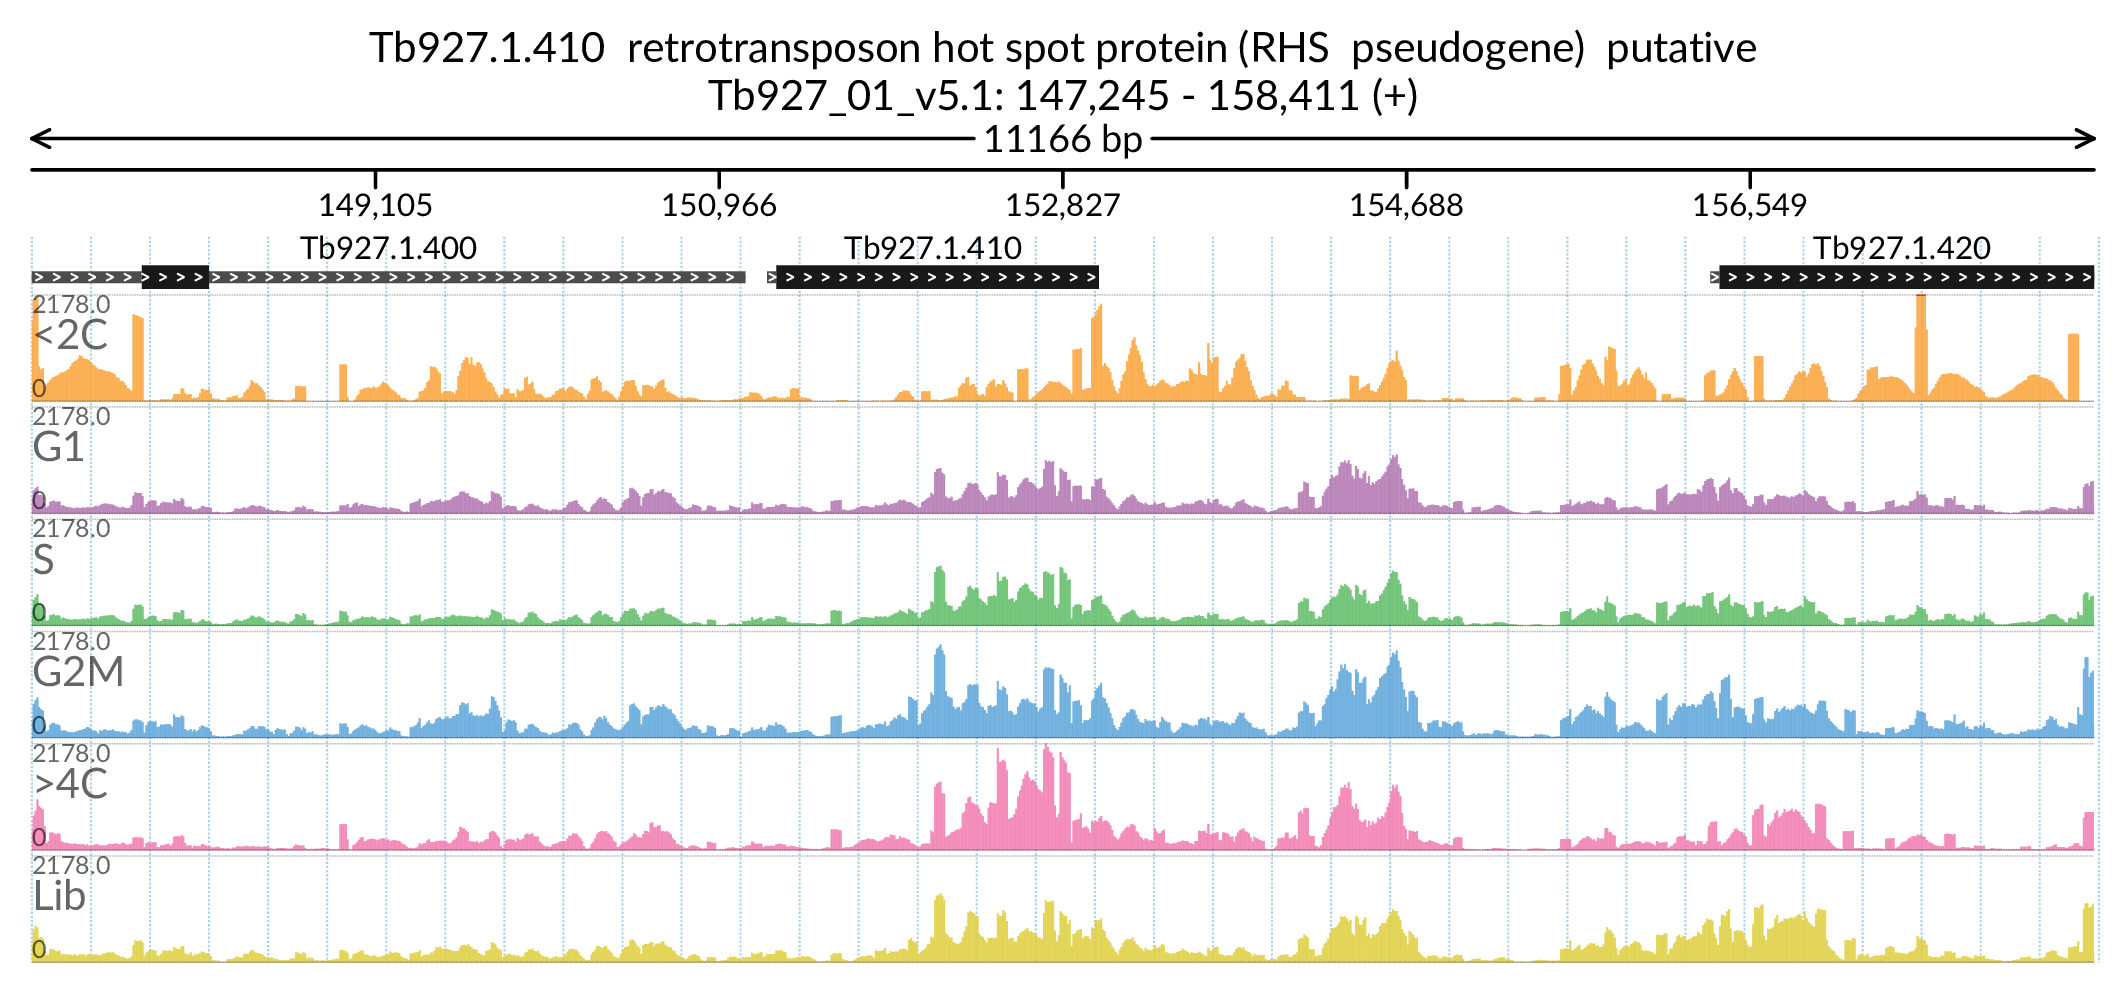 Tb927.1.410 retrotransposon hot spot protein (RHS pseudogene) putative
Tb927_01_v5.1: 147,245 - 158,411 (+)
11166 bp
149,105 150,966 152,827 154,688 156,549
Tb927.1.400 Tb927.1.410 Tb927.1.420
2178.0
<2C
0
2178.0
G1
0
2178.0
S
0
2178.0
G2M
0
2178.0
>4C
0
2178.0
Lib
0